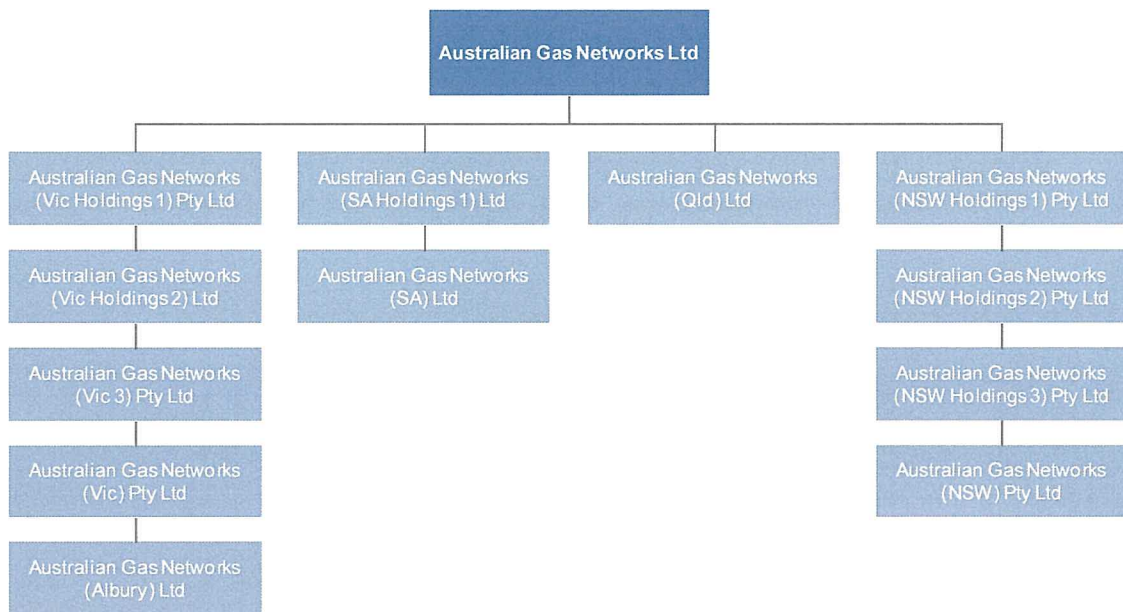 Australian Gas Networks Ltd
Australian Gas Networks
(Vic Holdings 1) Pty Ltd
Australian Gas Networks
(SA Holdings 1) Ltd
Australian Gas Networks
(Qld) Ltd
Australian Gas Networks
(NSW Holdings 1) Pty Ltd
Australian Gas Networks
(Vic Holdings 2) Ltd
Australian Gas Networks
(SA) Ltd
Australian Gas Networks
(NSW Holdings 2) Pty Ltd
Australian Gas Networks
(Vic 3) Pty Ltd
Australian Gas Networks
(NSW Holdings 3) Pty Ltd
Australian Gas Networks
(Vic) Pty Ltd
Australian Gas Networks
(NSW) Pty Ltd
Australian Gas Networks
(Albury) Ltd